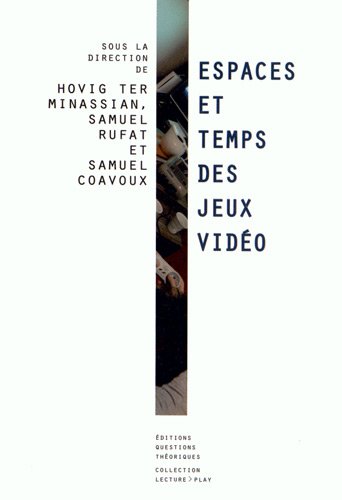 SOUS LA
DIRECTION
DE
HOVIG TER
MINASSIAN,
SAMUEL
RUFAT
ET
SAMUEL
COAVOUX
ESPACES
ET
TEMPS
DES
JEUX
VIDÉO
ÉDITIONS
QUESTIONS
THÉORIQUES
COLLECTION
LECTURE>PLAY